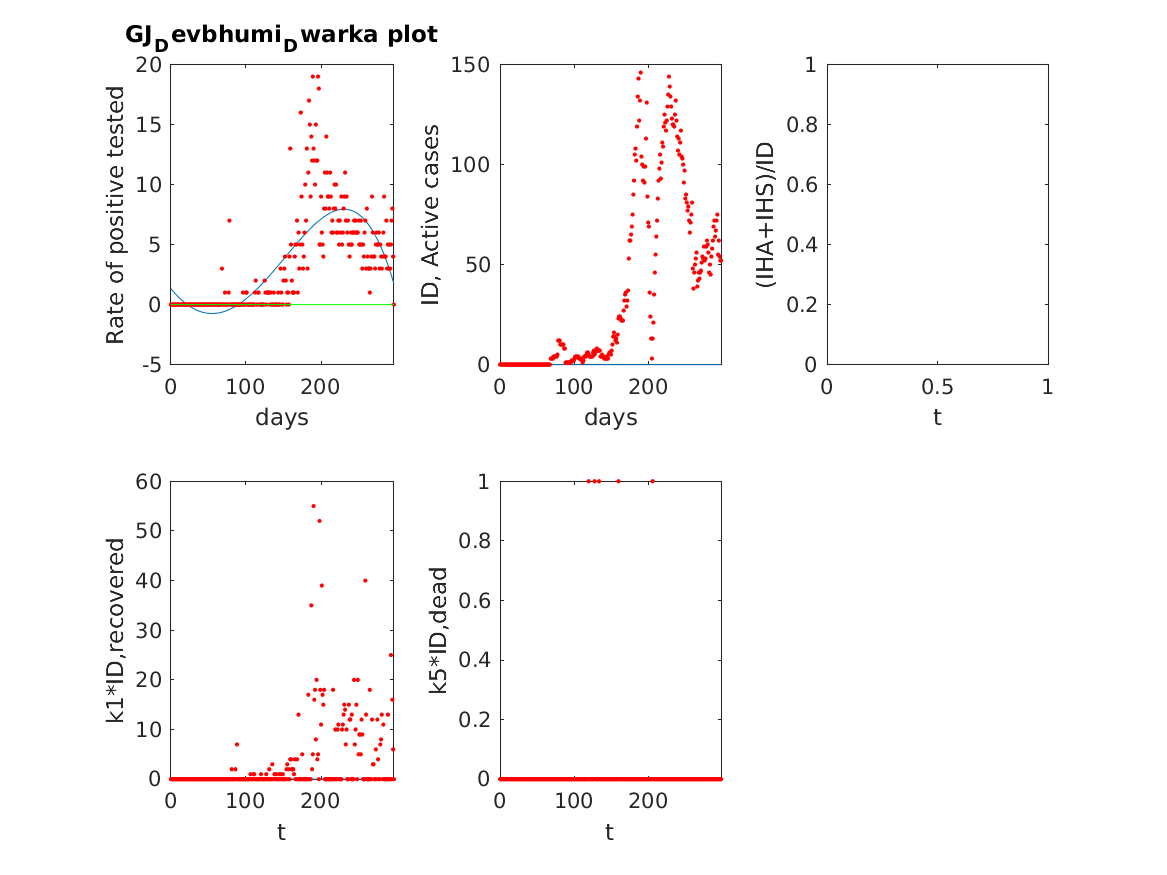 GJDevbhumiDwarka plot
Rate of positive tested
20
15
10
5
0
-5
0 100 200
days
ID, Active cases
150
100
50
0
0 100 200
days
(IHA+IHS)/ID
1
0.8
0.6
0.4
0.2
0
0 0.5 1
t
k1*ID,recovered
60
50
40
30
20
10
0
0 100 200
t
k5*ID,dead
1
0.8
0.6
0.4
0.2
0
0 100 200
t